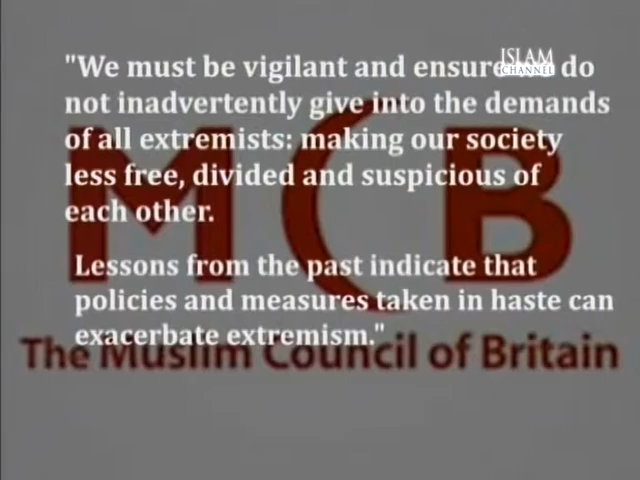 ISLAM
CHANNEL
"We must be vigilant and ensure do
not inadvertently give into the demands
of all extremists: making our society
less free, divided and suspicious of
each other.
Lessons from the past indicate that
policies and measures taken in haste can
exacerbate extremism."
MCB
The Muslim Council of Britain